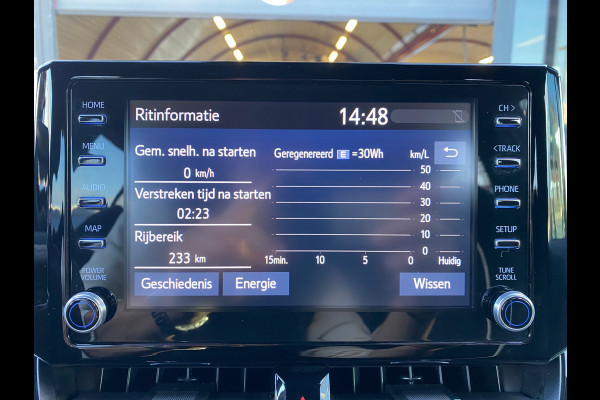 HOME
MENU
AUDIO
MAP
POWER
VOLUME
Ritinformatie
14:48
Gem. snelh. na starten
0 km/h
Verstreken tijd na starten
02:23
Rijbereik
233 km
Geregenereerd E =30Wh
km/L
50
40
30
20
10
0
15min. 10 5 0 Huidig
Geschiedenis
Energie
Wissen
CH >
<TRACK
PHONE
SETUP
TUNE
SCROLL